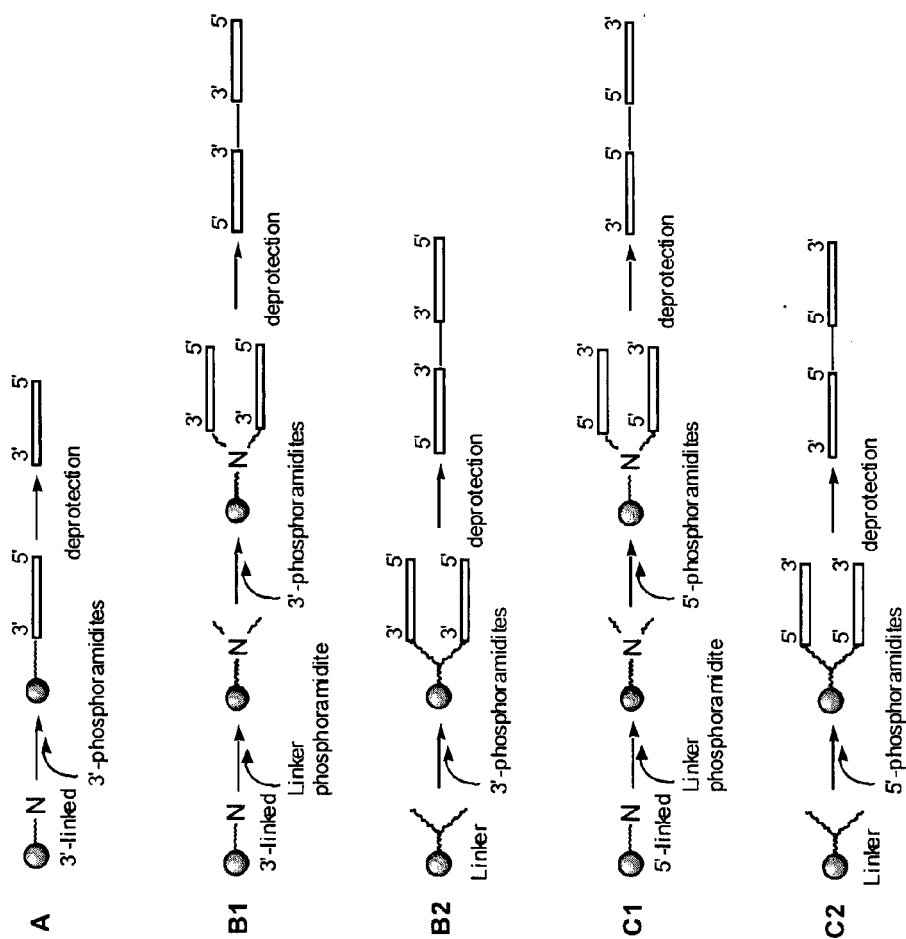 A
N
3'-linked
3'-phosphoramidites
3' 5'
deprotection
3' 5'
B1
N
3'-linked
Linker
phosphoramidite
N
3'-phosphoramidites
N
3' 5'
3' 5'
deprotection
5' 3' 3' 5'
B2
Linker
3'-phosphoramidites
3' 5'
3' 5'
deprotection
5' 3' 3' 5'
C1
N
5'-linked
Linker
phosphoramidite
N
5'-phosphoramidites
N
5' 3'
5' 3'
deprotection
3' 5' 5' 3'
C2
Linker
5'-phosphoramidites
5' 3'
5' 3'
deprotection
3' 5' 5' 3'